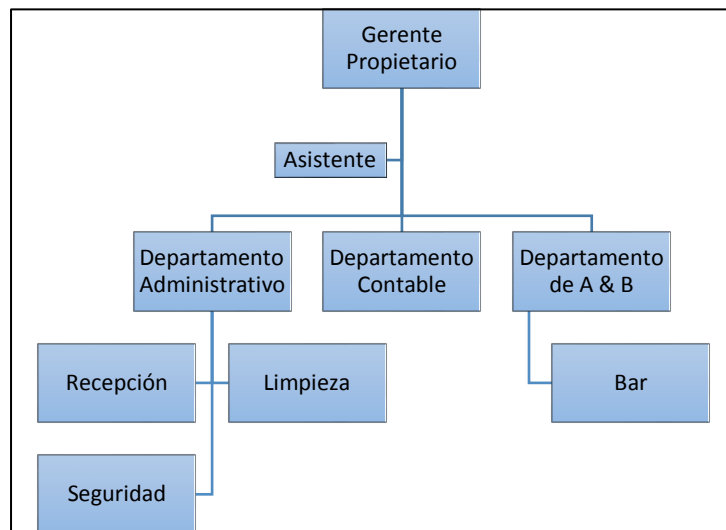 Gerente
Propietario
Asistente
Departamento
Administrativo
Departamento
Contable
Departamento
de A & B
Recepción
Limpieza
Bar
Seguridad